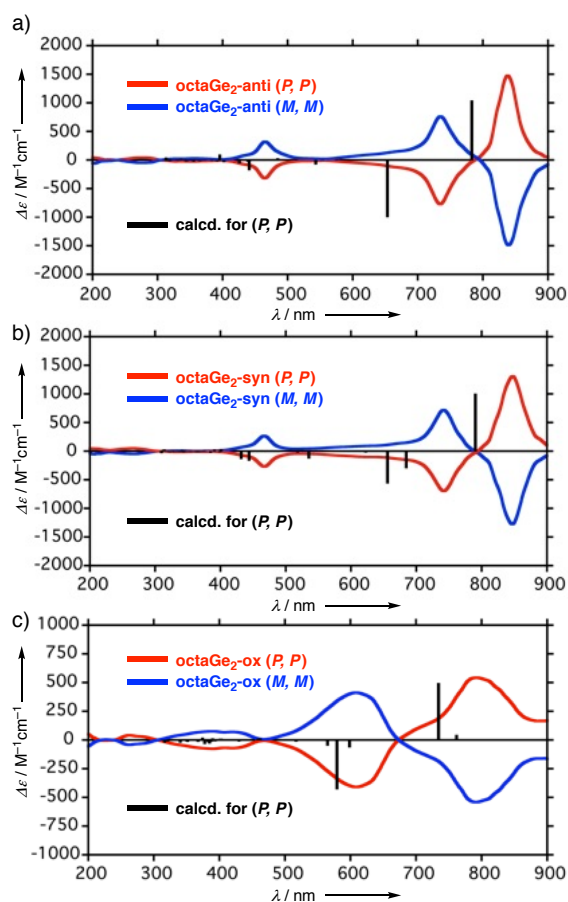 a)
2000
1500
1000
500
0
-500
-1000
-1500
-2000
Δε / M⁻¹cm⁻¹
octaGe₂-anti (P, P)
octaGe₂-anti (M, M)
calcd. for (P, P)
200 300 400 500 600 700 800 900
λ / nm
b)
2000
1500
1000
500
0
-500
-1000
-1500
-2000
Δε / M⁻¹cm⁻¹
octaGe₂-syn (P, P)
octaGe₂-syn (M, M)
calcd. for (P, P)
200 300 400 500 600 700 800 900
λ / nm
c)
1000
750
500
250
0
-250
-500
-750
-1000
Δε / M⁻¹cm⁻¹
octaGe₂-ox (P, P)
octaGe₂-ox (M, M)
calcd. for (P, P)
200 300 400 500 600 700 800 900
λ / nm